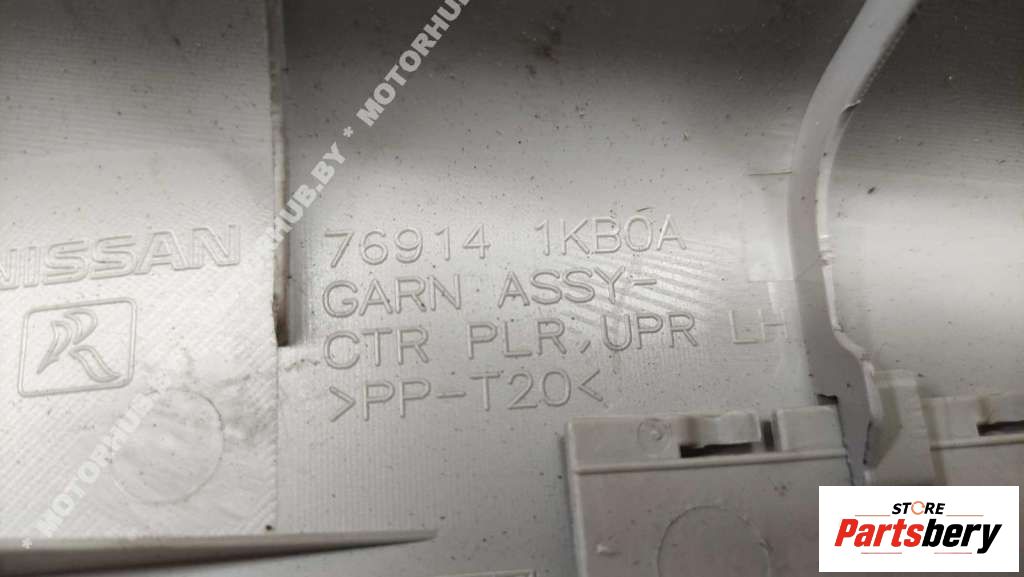 NISSAN
76914 1KB0A
GARN ASSY-
CTR PLR, UPR LH
>PP-T20<
* MOTORHUB.BY * MOTORHUB.BY
STORE
Partsbery